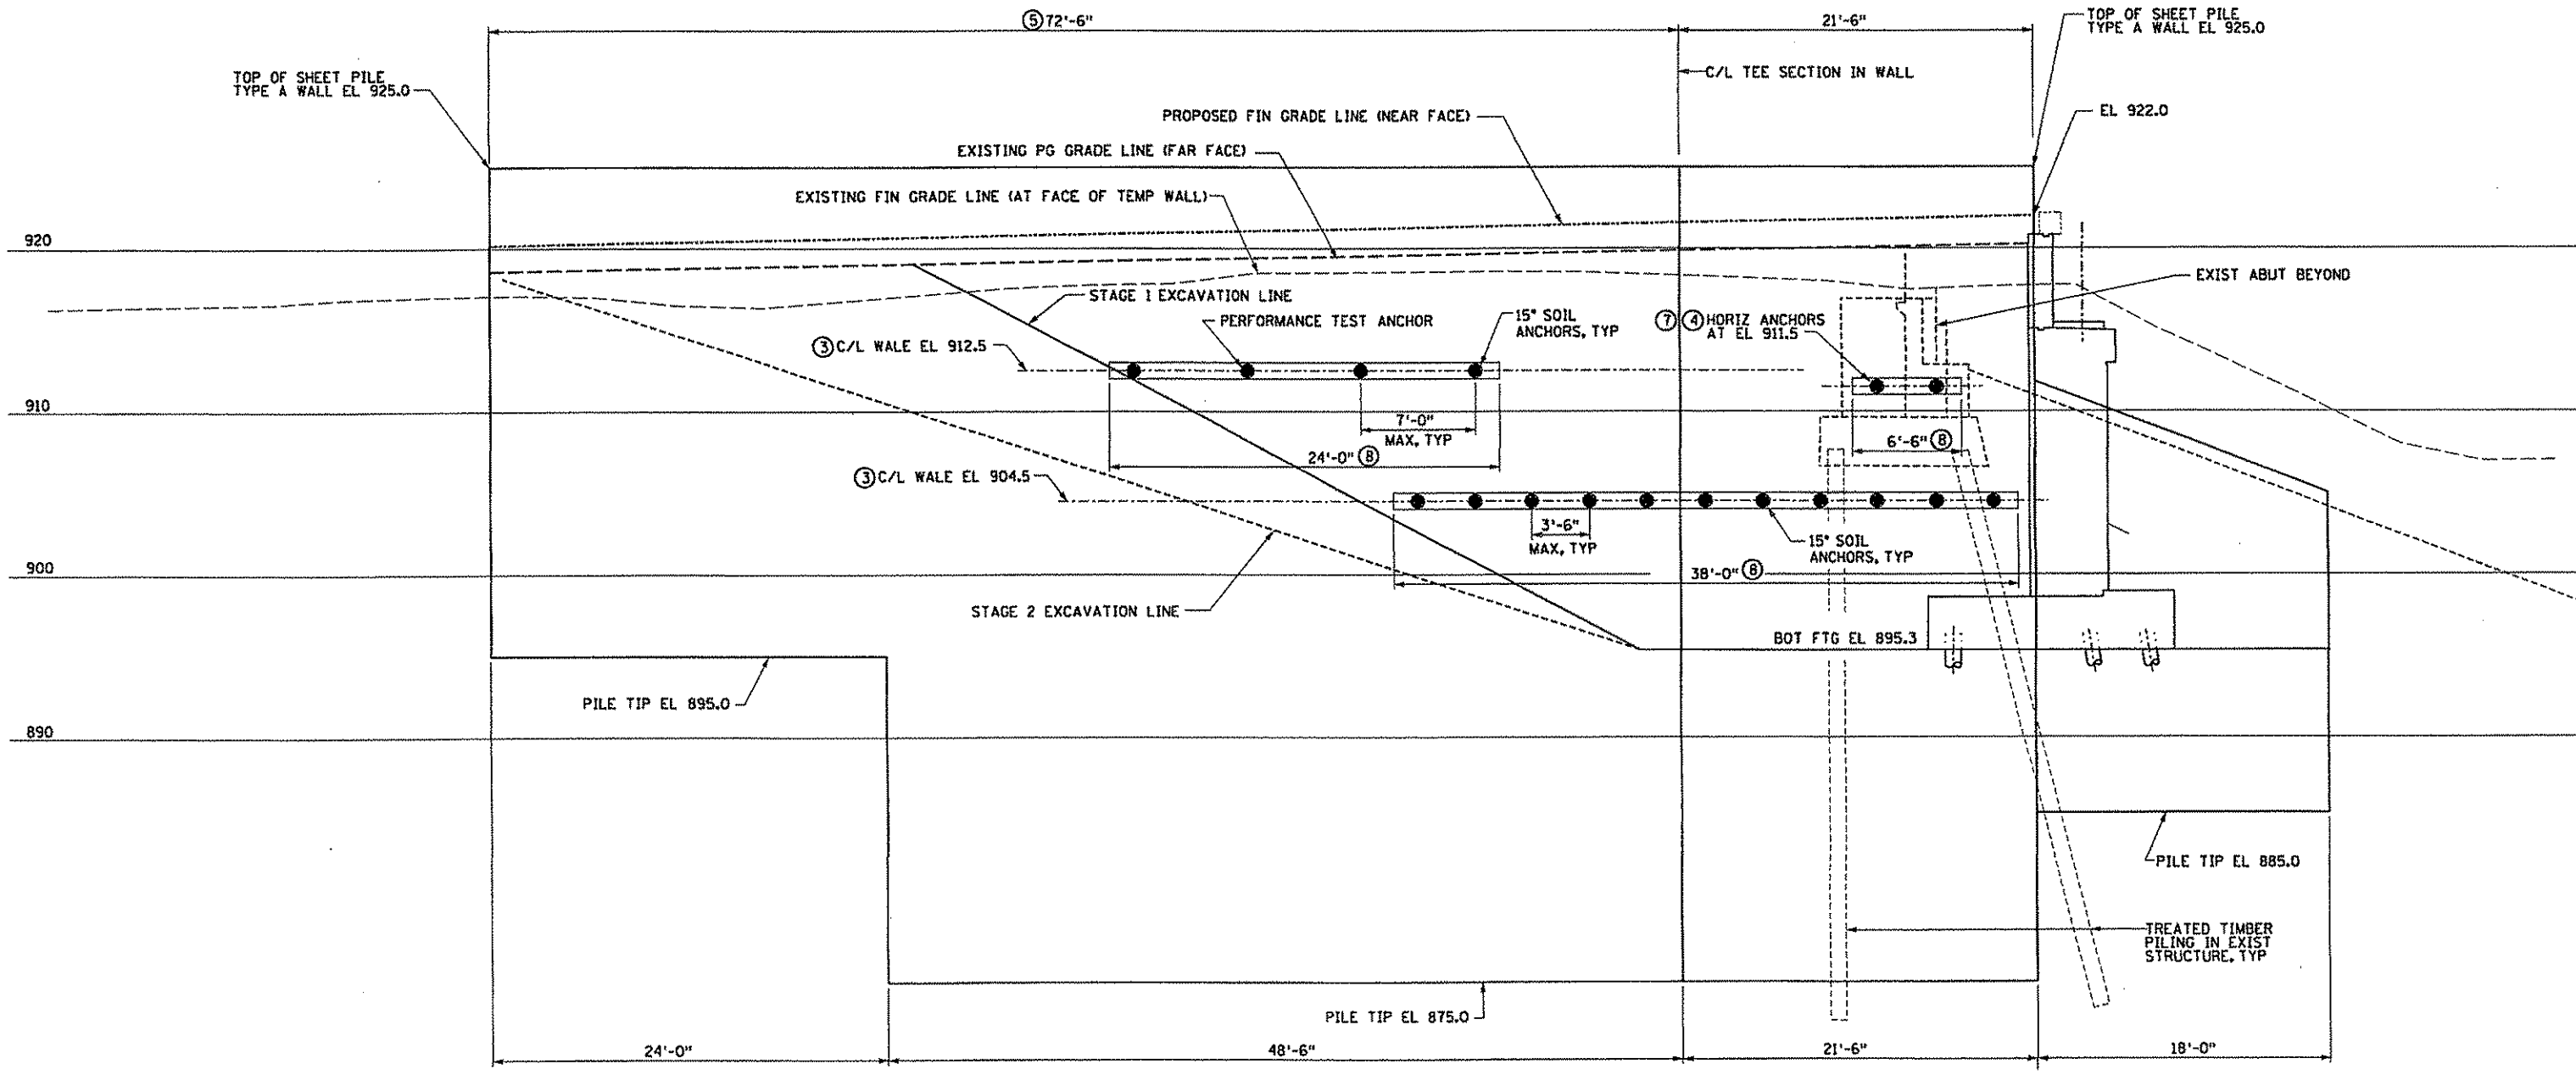 ⑤72'-6"
21'-6"
TOP OF SHEET PILE
TYPE A WALL EL 925.0
TOP OF SHEET PILE
TYPE A WALL EL 925.0
C/L TEE SECTION IN WALL
EL 922.0
PROPOSED FIN GRADE LINE (NEAR FACE)
EXISTING PG GRADE LINE (FAR FACE)
EXISTING FIN GRADE LINE (AT FACE OF TEMP WALL)
920
EXIST ABUT BEYOND
STAGE 1 EXCAVATION LINE
PERFORMANCE TEST ANCHOR
15° SOIL
ANCHORS, TYP
⑦ ④ HORIZ ANCHORS
AT EL 911.5
③ C/L WALE EL 912.5
910
7'-0"
MAX, TYP
24'-0" ⑧
6'-6" ⑧
③ C/L WALE EL 904.5
3'-6"
MAX, TYP
15° SOIL
ANCHORS, TYP
900
38'-0" ⑧
STAGE 2 EXCAVATION LINE
BOT FTG EL 895.3
PILE TIP EL 895.0
890
PILE TIP EL 885.0
TREATED TIMBER
PILING IN EXIST
STRUCTURE, TYP
PILE TIP EL 875.0
24'-0"
48'-6"
21'-6"
18'-0"